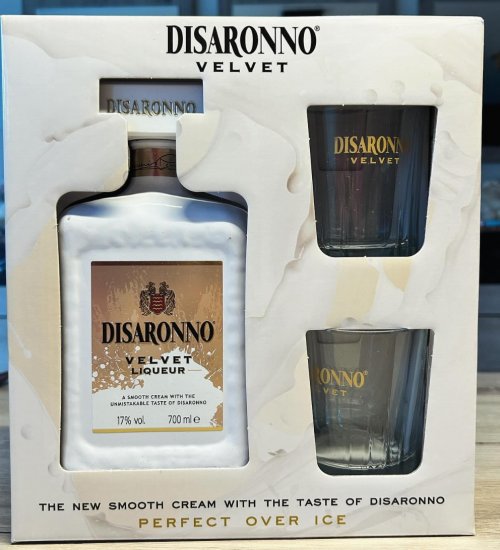 DISARONNO®
VELVET
DISARONNO
DISARONNO
VELVET
DISARONNO®
VELVET
LIQUEUR
A SMOOTH CREAM WITH THE
UNMISTAKABLE TASTE OF DISARONNO
17% vol. 700 ml e
RONNO®
VET
THE NEW SMOOTH CREAM WITH THE TASTE OF DISARONNO
PERFECT OVER ICE